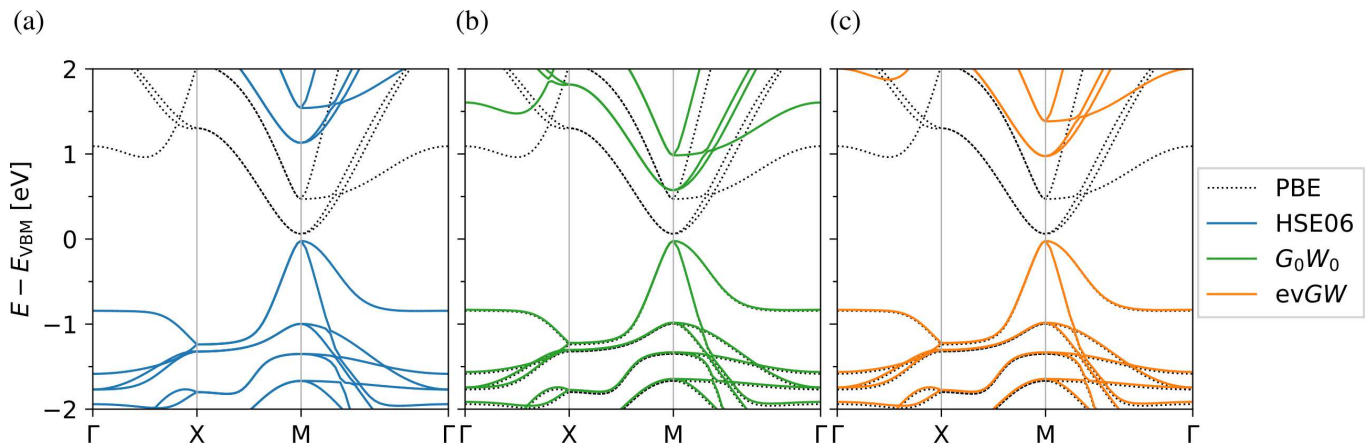 (a)
(b)
(c)
E − E_VBM [eV]
2
1
0
−1
−2
Γ X M Γ
Γ X M Γ
Γ X M Γ
PBE
HSE06
G₀W₀
evGW